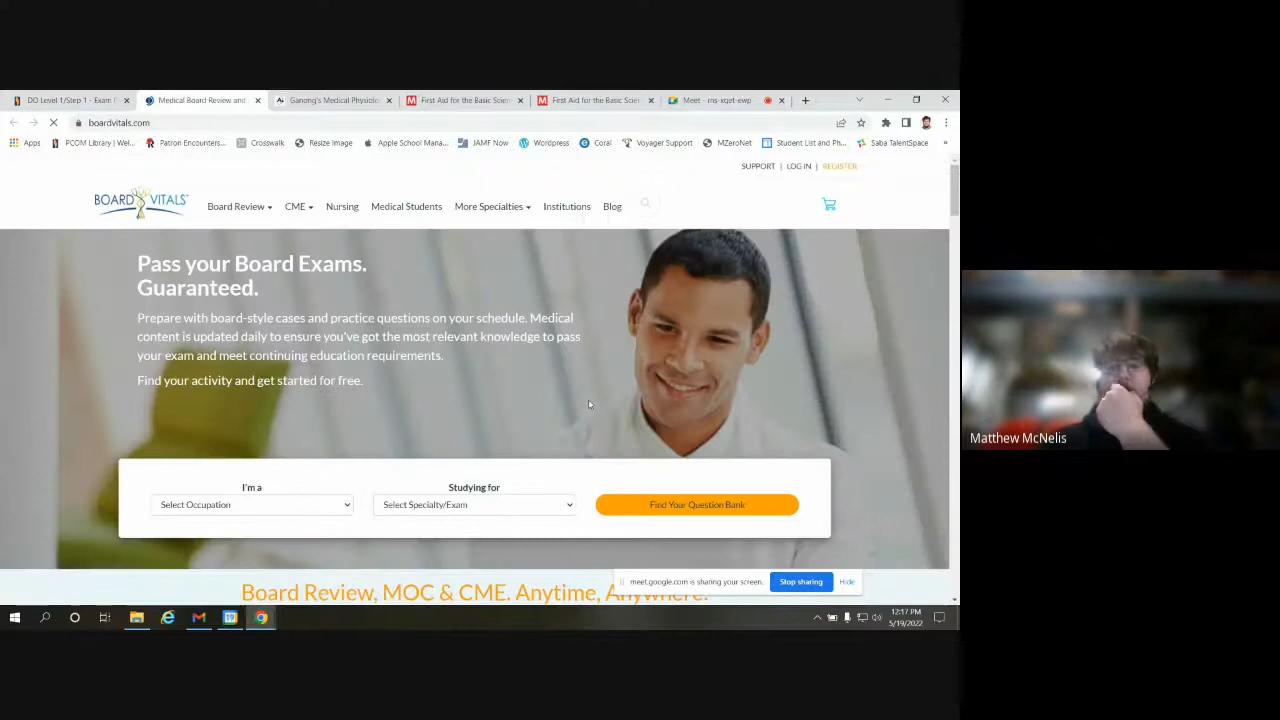 DO Level 1/Step 1 - Exam
Medical Board Review and
Ganong's Medical Physiolo
First Aid for the Basic Scien
First Aid for the Basic Scien
Meet - ms-xqet-ewp
boardvitals.com
Apps
PCOM Library | Wel...
Patron Encounters...
Crosswalk
Resize Image
Apple School Mana...
JAMF Now
Wordpress
Coral
Voyager Support
MZeroNet
Student List and Ph...
Saba TalentSpace
SUPPORT | LOG IN | REGISTER
BOARD VITALS
Board Review
CME
Nursing
Medical Students
More Specialties
Institutions
Blog
Pass your Board Exams.
Guaranteed.
Prepare with board-style cases and practice questions on your schedule. Medical
content is updated daily to ensure you've got the most relevant knowledge to pass
your exam and meet continuing education requirements.
Find your activity and get started for free.
I'm a
Studying for
Select Occupation
Select Specialty/Exam
Find Your Question Bank
Board Review, MOC & CME. Anytime, Anywhere.
meet.google.com is sharing your screen.
Stop sharing
Hide
12:17 PM
5/19/2022
Matthew McNelis